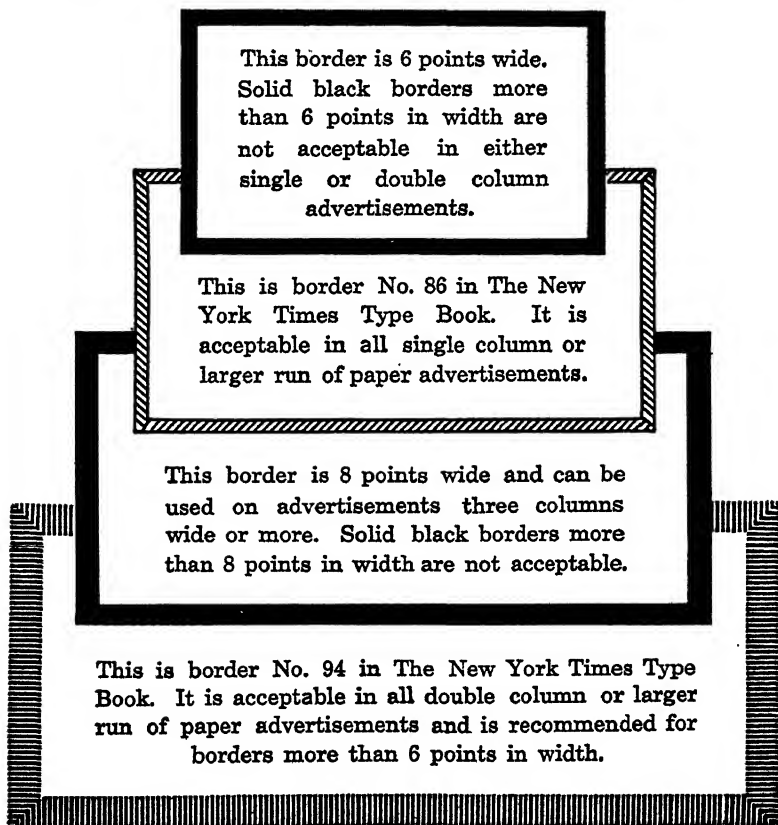 This border is 6 points wide.
Solid black borders more
than 6 points in width are
not acceptable in either
single or double column
advertisements.
This is border No. 86 in The New
York Times Type Book. It is
acceptable in all single column or
larger run of paper advertisements.
This border is 8 points wide and can be
used on advertisements three columns
wide or more. Solid black borders more
than 8 points in width are not acceptable.
This is border No. 94 in The New York Times Type
Book. It is acceptable in all double column or larger
run of paper advertisements and is recommended for
borders more than 6 points in width.